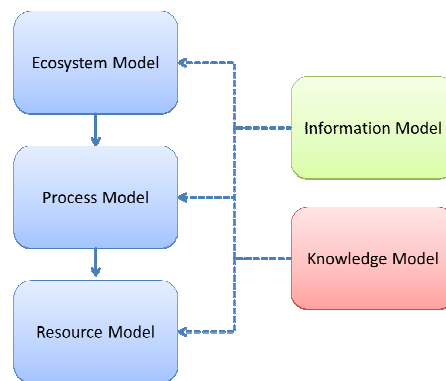 Ecosystem Model
Process Model
Resource Model
Information Model
Knowledge Model